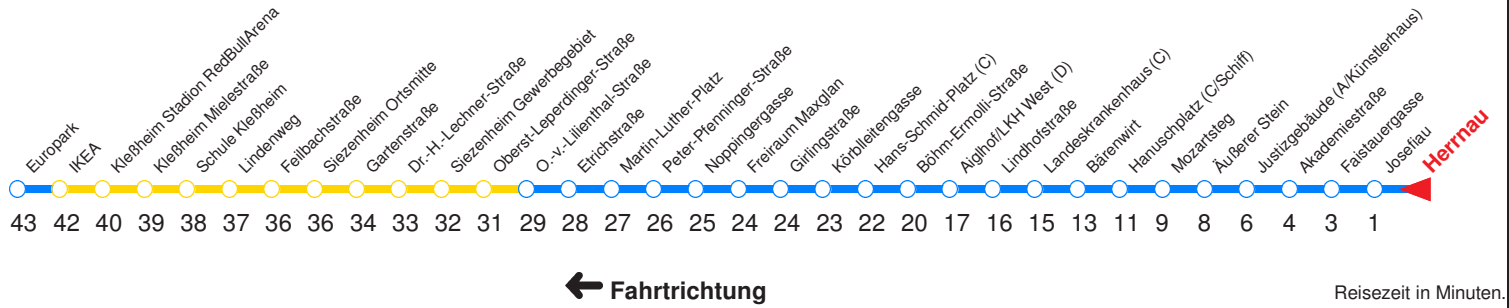 Europark
IKEA
Kleßheim Stadion RedBullArena
Kleßheim Mielestraße
Schule Kleßheim
Lindenweg
Feilbachstraße
Siezenheim Ortsmitte
Gartenstraße
Dr.-H.-Lechner-Straße
Siezenheim Gewerbegebiet
Oberst-Leperdinger-Straße
O.-v.-Lilienthal-Straße
Etrichstraße
Martin-Luther-Platz
Peter-Pfenninger-Straße
Noppingergasse
Freiraum Maxglan
Girlingstraße
Körblleitengasse
Hans-Schmid-Platz (C)
Böhm-Ermolli-Straße
Aiglhof/LKH West (D)
Lindhofstraße
Landeskrankenhaus (C)
Bärenwirt
Hanuschplatz (C/Schiff)
Mozartsteg
Äußerer Stein
Justizgebäude (A/Künstlerhaus)
Akademiestraße
Faistauergasse
Josefiau
Herrnau
43 42 40 39 38 37 36 36 34 33 32 31 29 28 27 26 25 24 24 23 22 20 17 16 15 13 11 9 8 6 4 3 1
Fahrtrichtung
Reisezeit in Minuten.